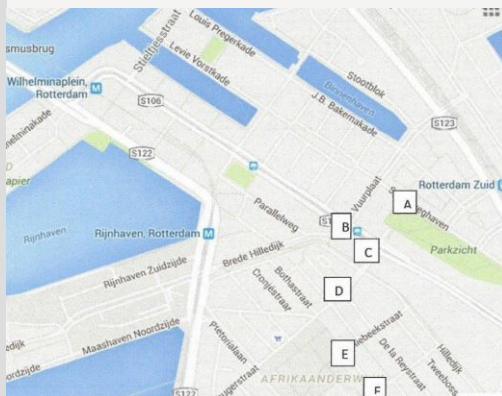 Louis Pregerkade
smusbrug
Stieltjesstraat
Levie Vorstkade
Wilhelminaplein,
Rotterdam
M
Stootblok
Binnenhaven
S106
J.B. Bakemakade
S123
S122
Vuurplaat
Rotterdam Zuid
A
Parallelweg
B
Rijnhaven
Rijnhaven, Rotterdam
M
C
Parkzicht
Brede Hilledijk
Rijnhaven Zuidzijde
Bothastraat
D
Maashaven Noordzijde
Pretorialaan
E
De la Reystraat
Hilledijk
AFRIKAANDERW
S122
F